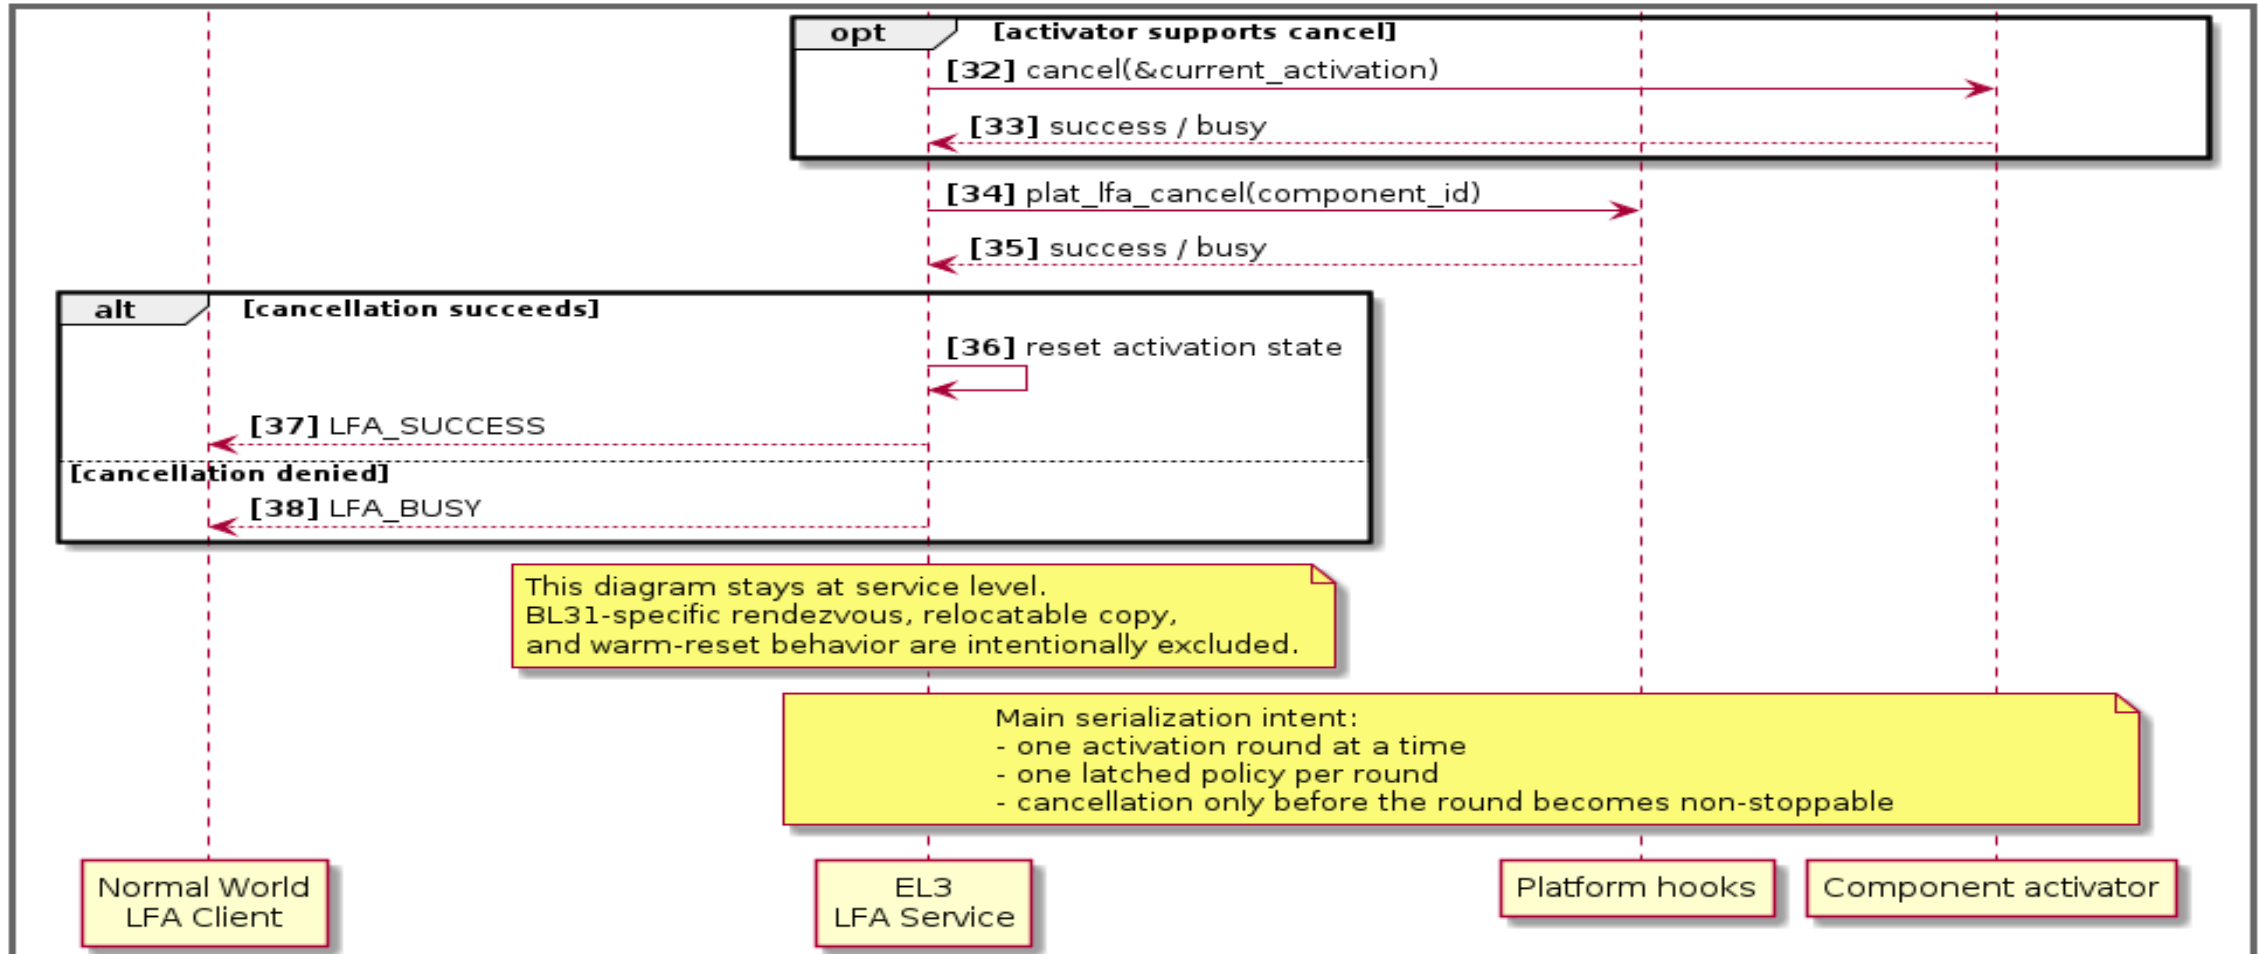 opt [activator supports cancel]
[32] cancel(&current_activation)
[33] success / busy
[34] plat_lfa_cancel(component_id)
[35] success / busy
alt [cancellation succeeds]
[36] reset activation state
[37] LFA_SUCCESS
[cancellation denied]
[38] LFA_BUSY
This diagram stays at service level.
BL31-specific rendezvous, relocatable copy,
and warm-reset behavior are intentionally excluded.
Main serialization intent:
- one activation round at a time
- one latched policy per round
- cancellation only before the round becomes non-stoppable
Normal World
LFA Client
EL3
LFA Service
Platform hooks
Component activator